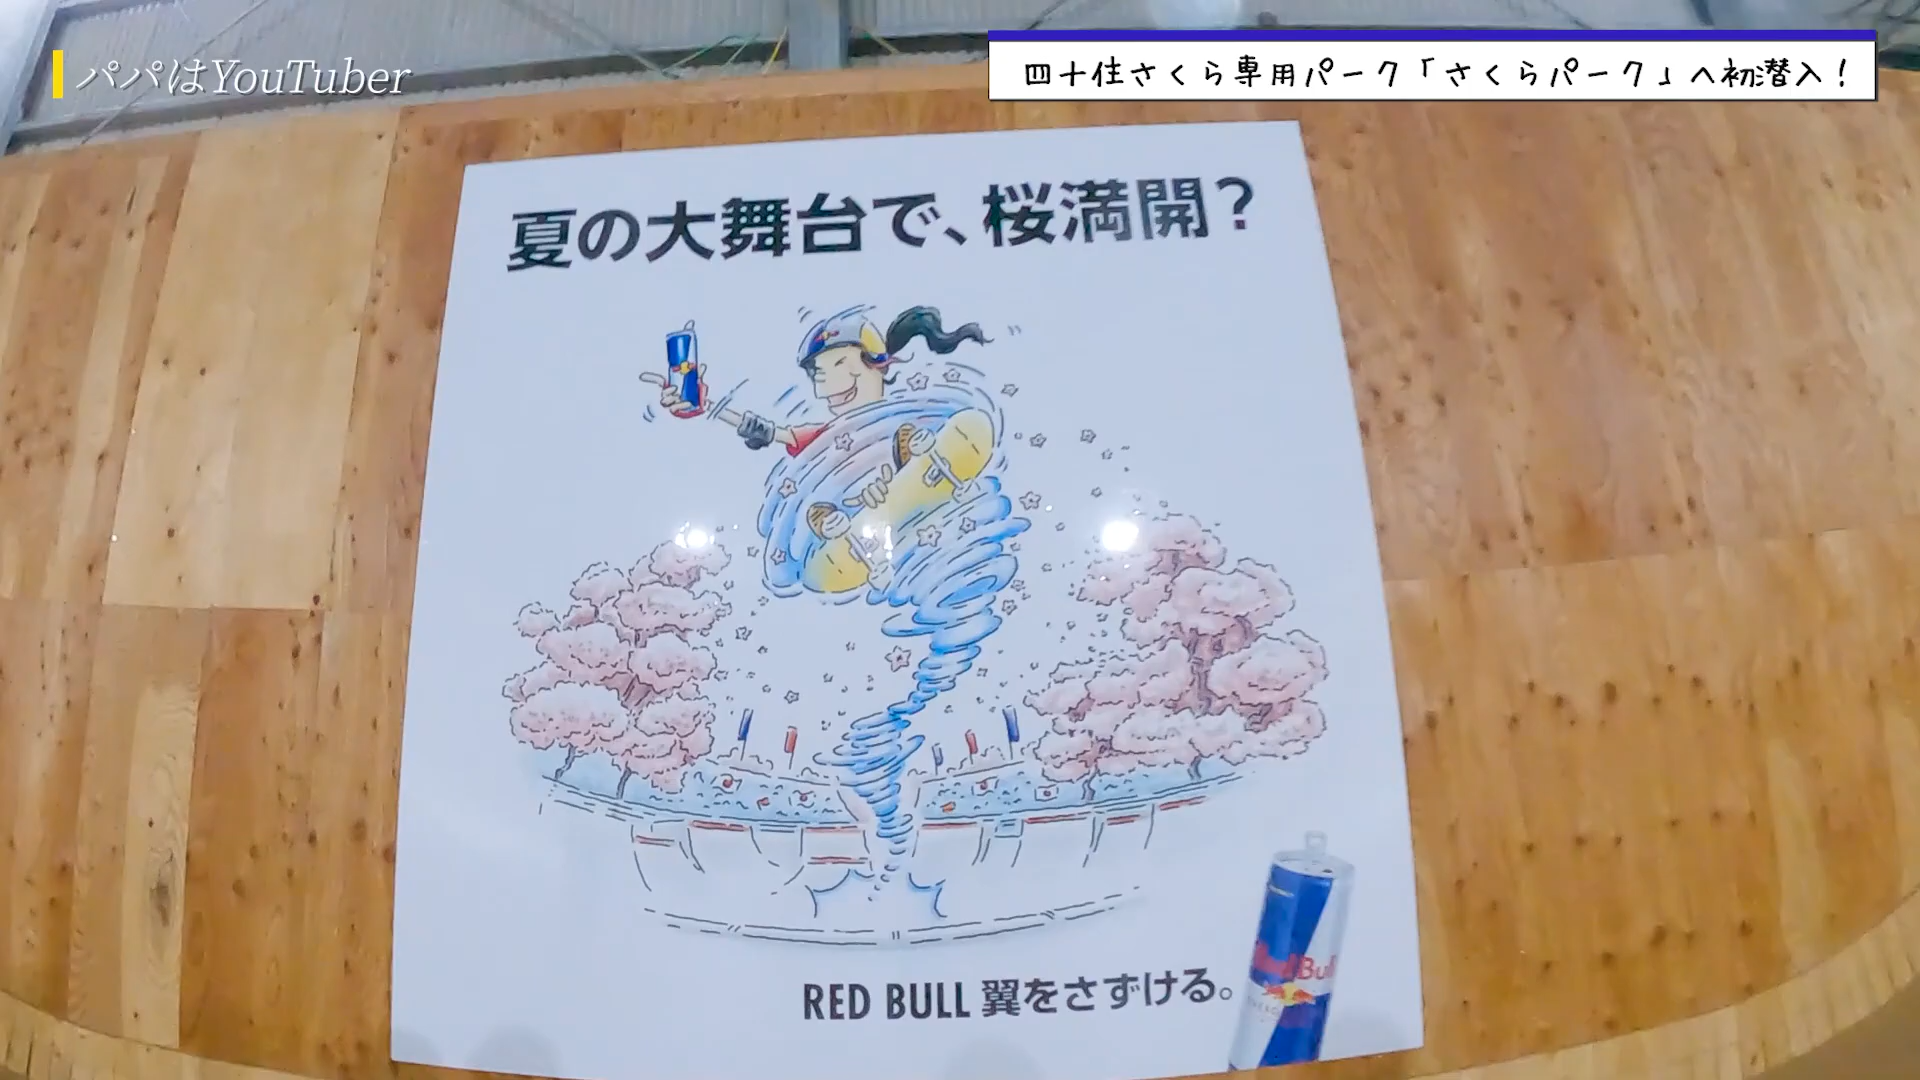 パパはYouTuber
四十住さくら専用パーク「さくらパーク」へ初潜入！
夏の大舞台で、桜満開？
RED BULL 翼をさずける。
Red Bull